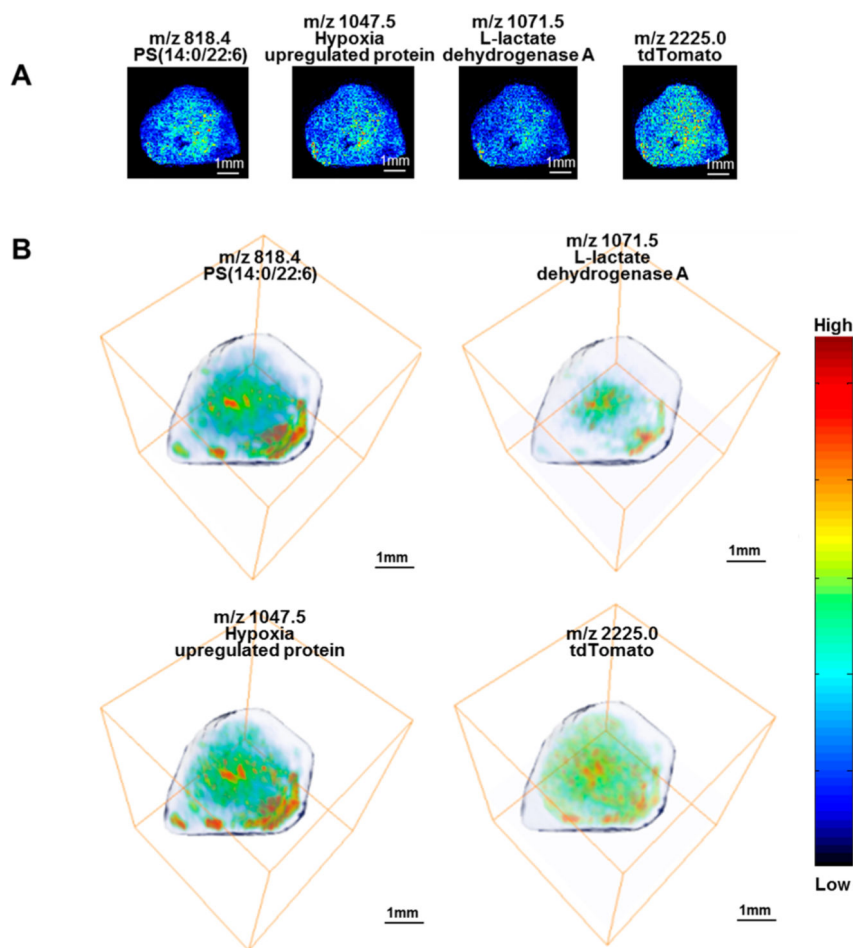 A
m/z 818.4
PS(14:0/22:6)
m/z 1047.5
Hypoxia
upregulated protein
m/z 1071.5
L-lactate
dehydrogenase A
m/z 2225.0
tdTomato
1mm
1mm
1mm
1mm
B
m/z 818.4
PS(14:0/22:6)
1mm
m/z 1071.5
L-lactate
dehydrogenase A
1mm
High
m/z 1047.5
Hypoxia
upregulated protein
1mm
m/z 2225.0
tdTomato
1mm
Low